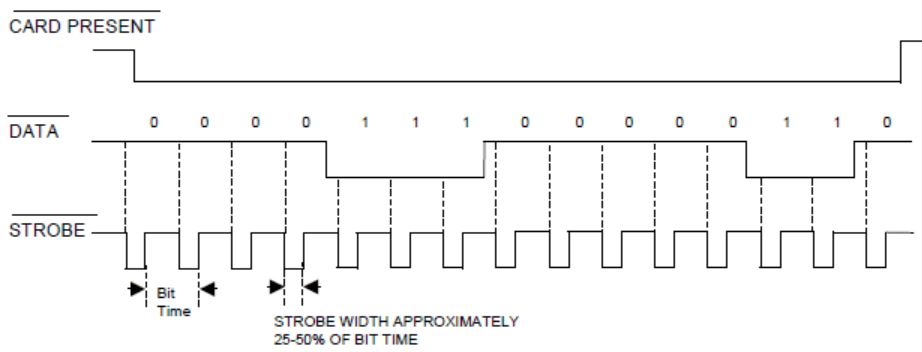 CARD PRESENT
0 0 0 0 1 1 1 0 0 0 0 0 1 1 0
DATA
STROBE
Bit
Time
STROBE WIDTH APPROXIMATELY
25-50% OF BIT TIME